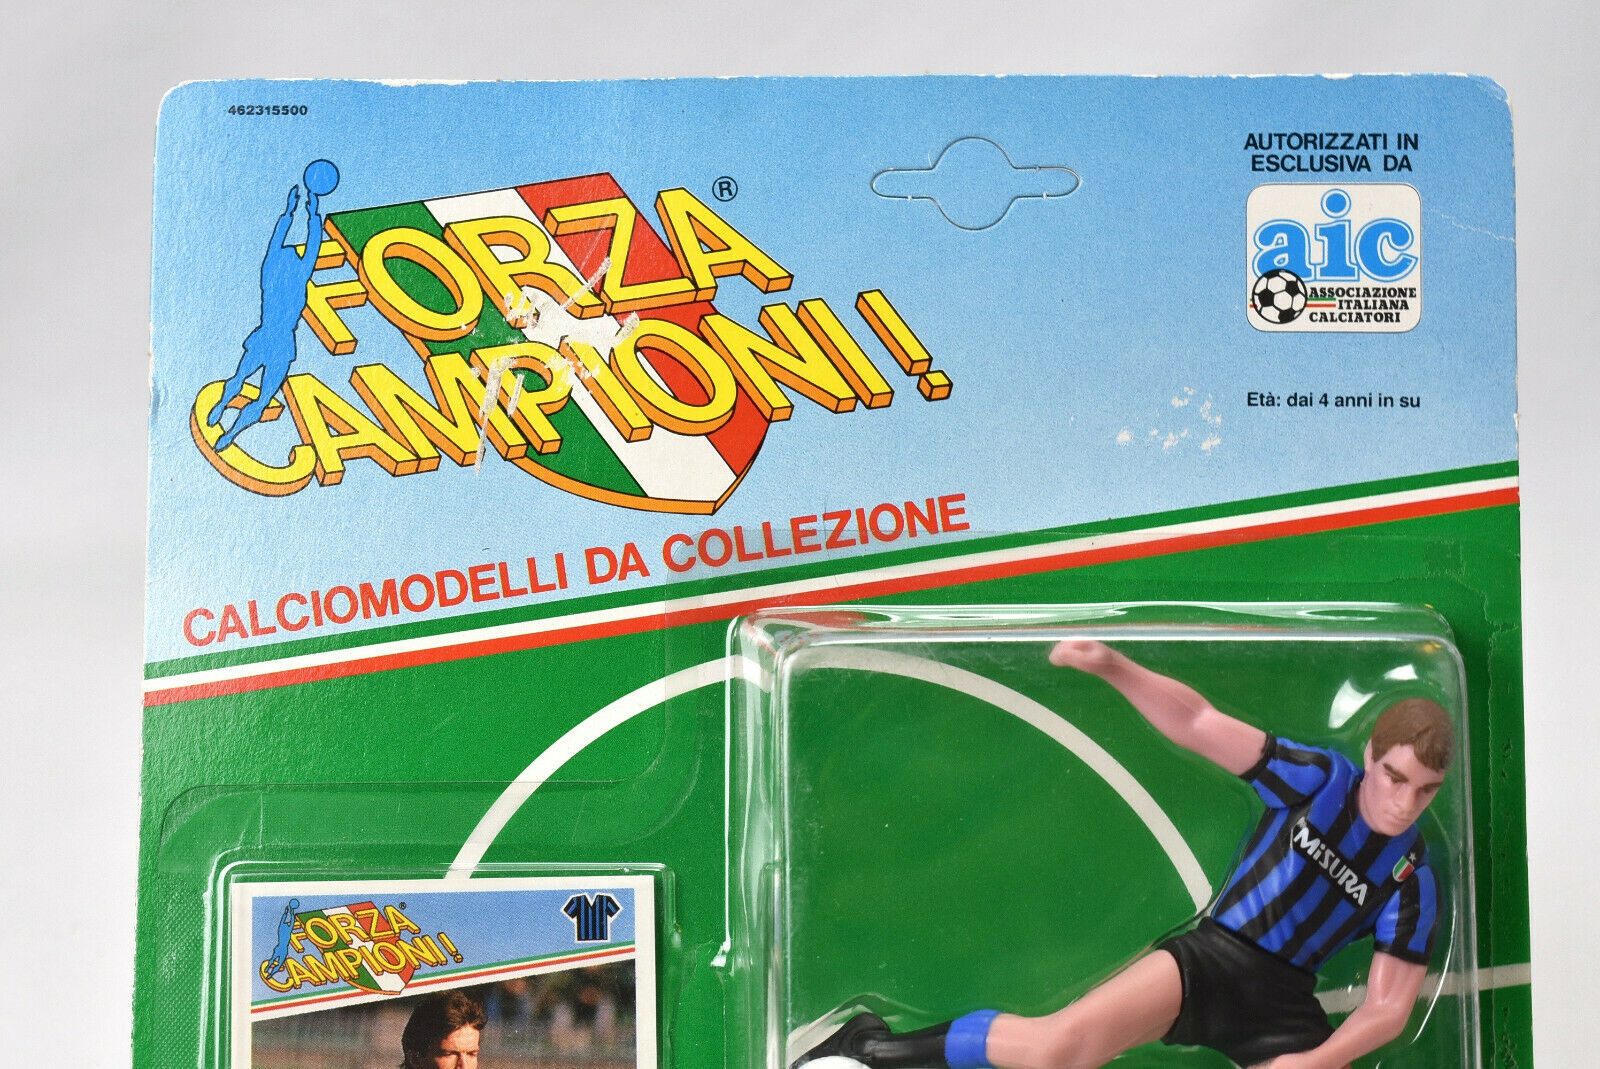 462315500
FORZA
CAMPIONI!
®
CALCIOMODELLI DA COLLEZIONE
AUTORIZZATI IN
ESCLUSIVA DA
aic
ASSOCIAZIONE
ITALIANA
CALCIATORI
Età: dai 4 anni in su
MISURA
FORZA
CAMPIONI!
®